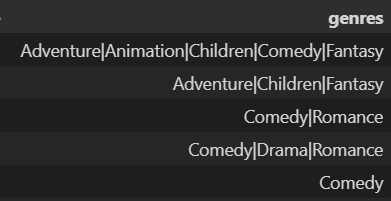 genres
Adventure|Animation|Children|Comedy|Fantasy
Adventure|Children|Fantasy
Comedy|Romance
Comedy|Drama|Romance
Comedy